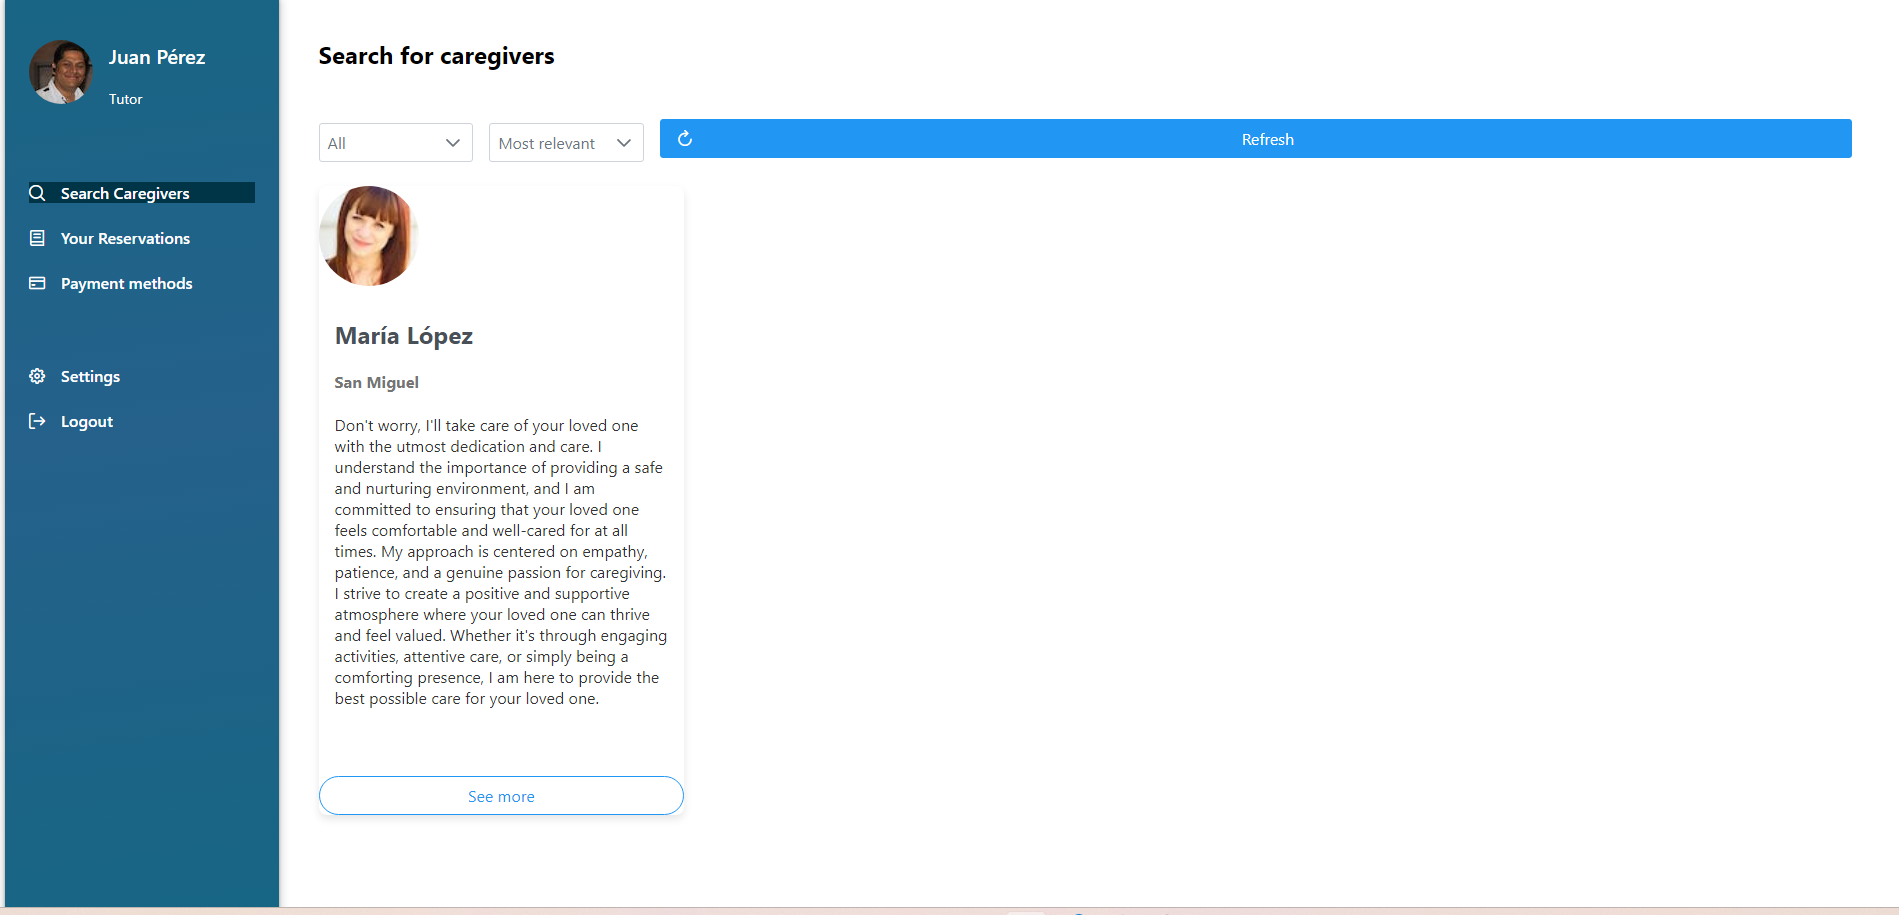 Juan Pérez
Tutor
Search Caregivers
Your Reservations
Payment methods
Settings
Logout
Search for caregivers
All
Most relevant
Refresh
María López
San Miguel
Don't worry, I'll take care of your loved one
with the utmost dedication and care. I
understand the importance of providing a safe
and nurturing environment, and I am
committed to ensuring that your loved one
feels comfortable and well-cared for at all
times. My approach is centered on empathy,
patience, and a genuine passion for caregiving.
I strive to create a positive and supportive
atmosphere where your loved one can thrive
and feel valued. Whether it's through engaging
activities, attentive care, or simply being a
comforting presence, I am here to provide the
best possible care for your loved one.
See more